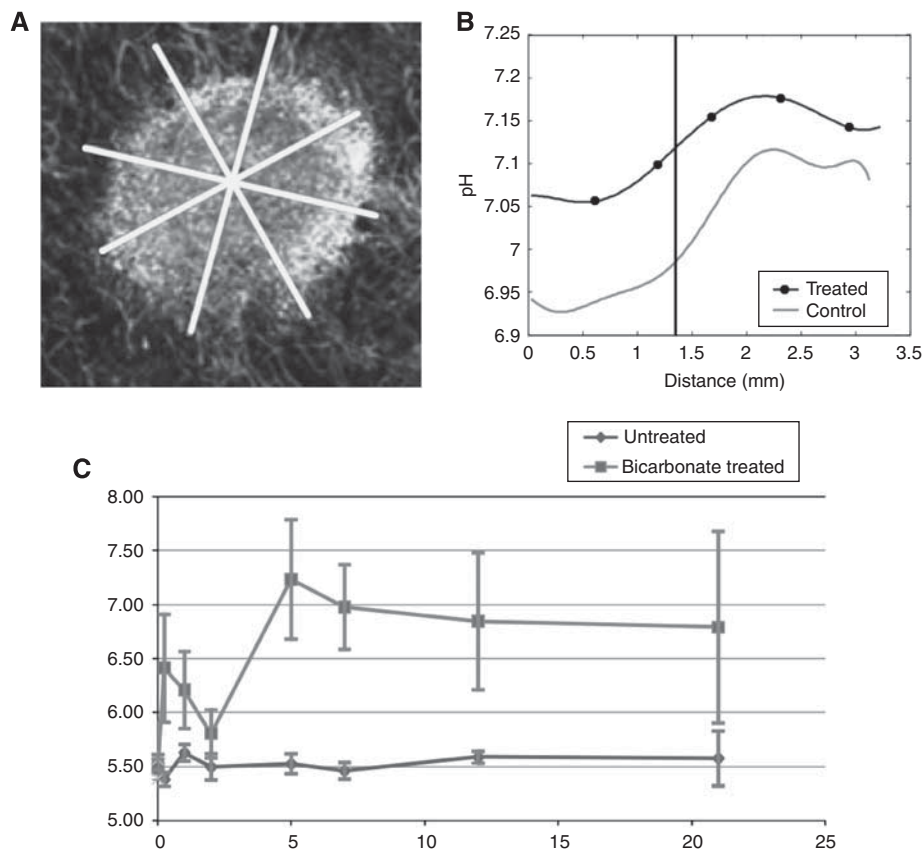 A
B
7.25
7.2
7.15
7.10
7.05
7
6.95
6.9
pH
Treated
Control
0 0.5 1 1.5 2 2.5 3 3.5
Distance (mm)
Untreated
Bicarbonate treated
C
8.00
7.50
7.00
6.50
6.00
5.50
5.00
0 5 10 15 20 25